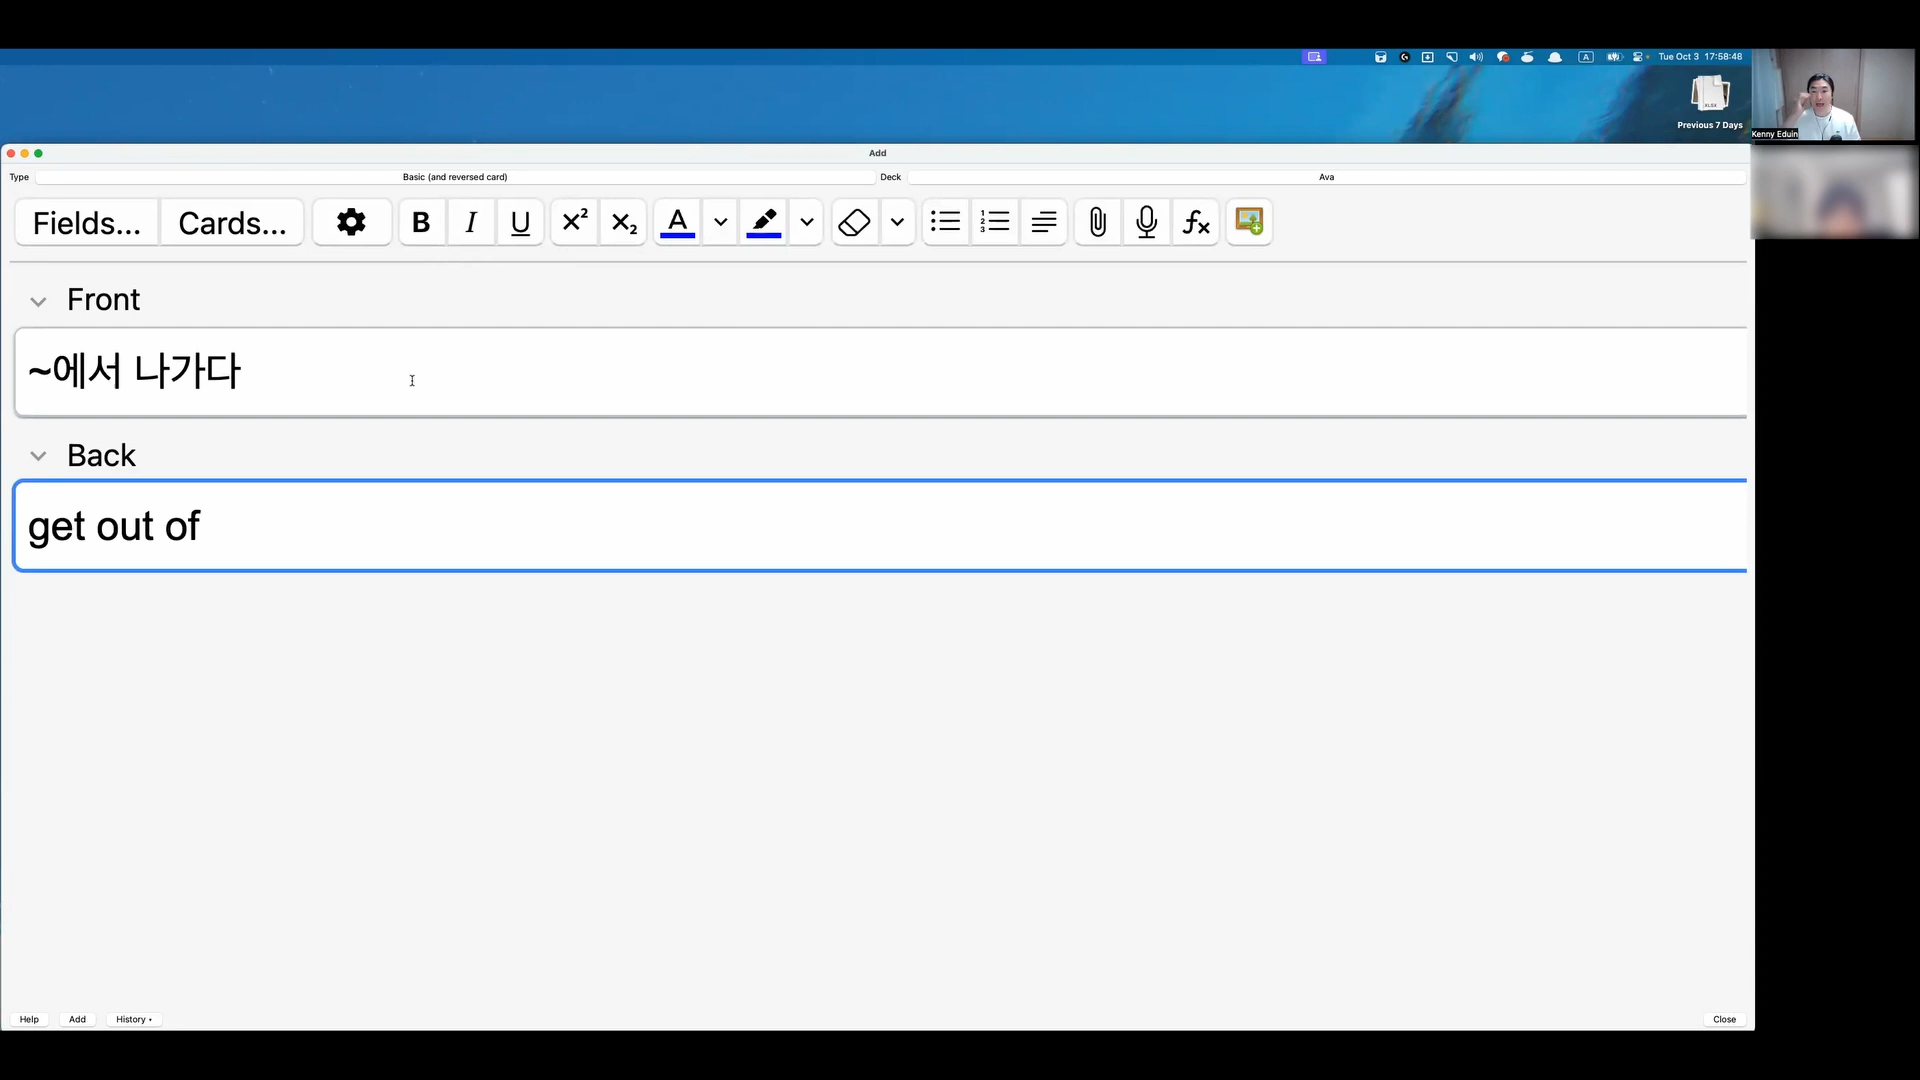 Tue Oct 3 17:58:48
XLSX
Previous 7 Days
Kenny Eduin
Add
Type Basic (and reversed card) Deck Ava
Fields... Cards...
Front
~에서 나가다
Back
get out of
Help Add History Close